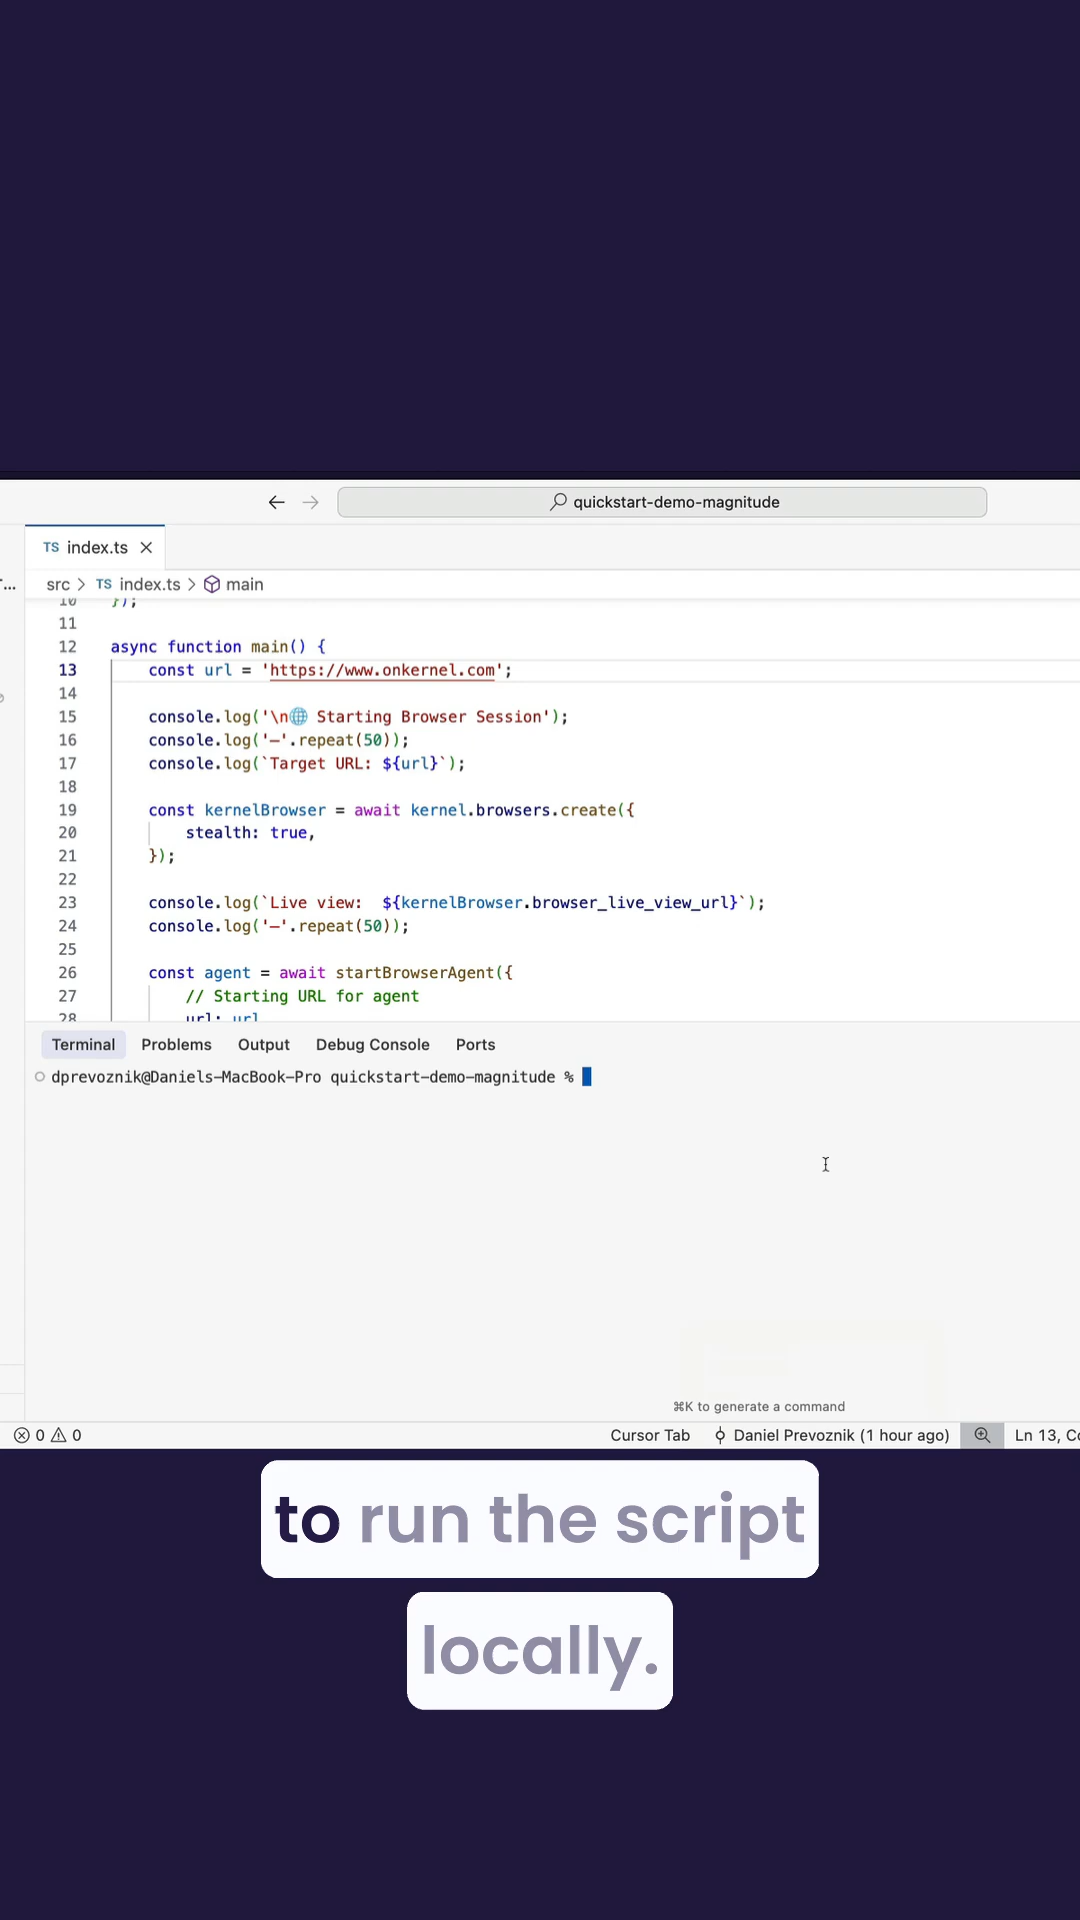 quickstart-demo-magnitude
TS index.ts
src > TS index.ts > main
10 });
11
12 async function main() {
13 const url = 'https://www.onkernel.com';
14
15 console.log('\n🌐 Starting Browser Session');
16 console.log('—'.repeat(50));
17 console.log(`Target URL: ${url}`);
18
19 const kernelBrowser = await kernel.browsers.create({
20 stealth: true,
21 });
22
23 console.log(`Live view:  ${kernelBrowser.browser_live_view_url}`);
24 console.log('—'.repeat(50));
25
26 const agent = await startBrowserAgent({
27 // Starting URL for agent
28 url: url
Terminal Problems Output Debug Console Ports
dprevoznik@Daniels-MacBook-Pro quickstart-demo-magnitude %
⌘K to generate a command
0 0 Cursor Tab Daniel Prevoznik (1 hour ago) Ln 13,
to run the script
locally.